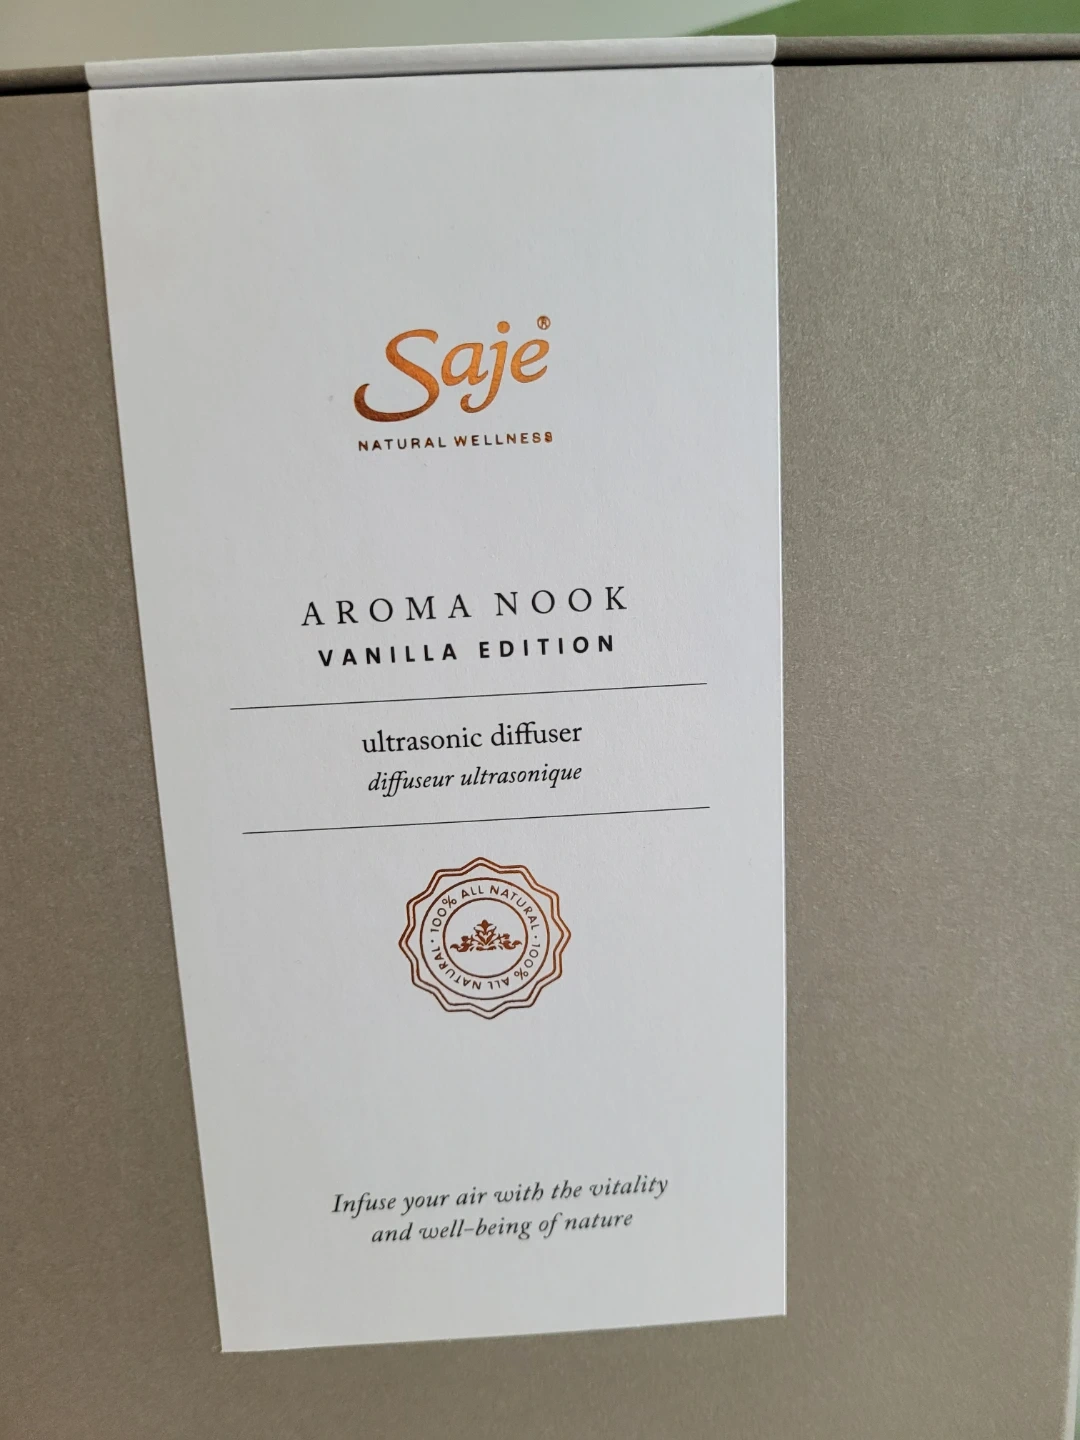 Saje®
NATURAL WELLNESS
AROMA NOOK
VANILLA EDITION
ultrasonic diffuser
diffuseur ultrasonique
100% ALL NATURAL · 100% ALL NATURAL ·
Infuse your air with the vitality
and well-being of nature